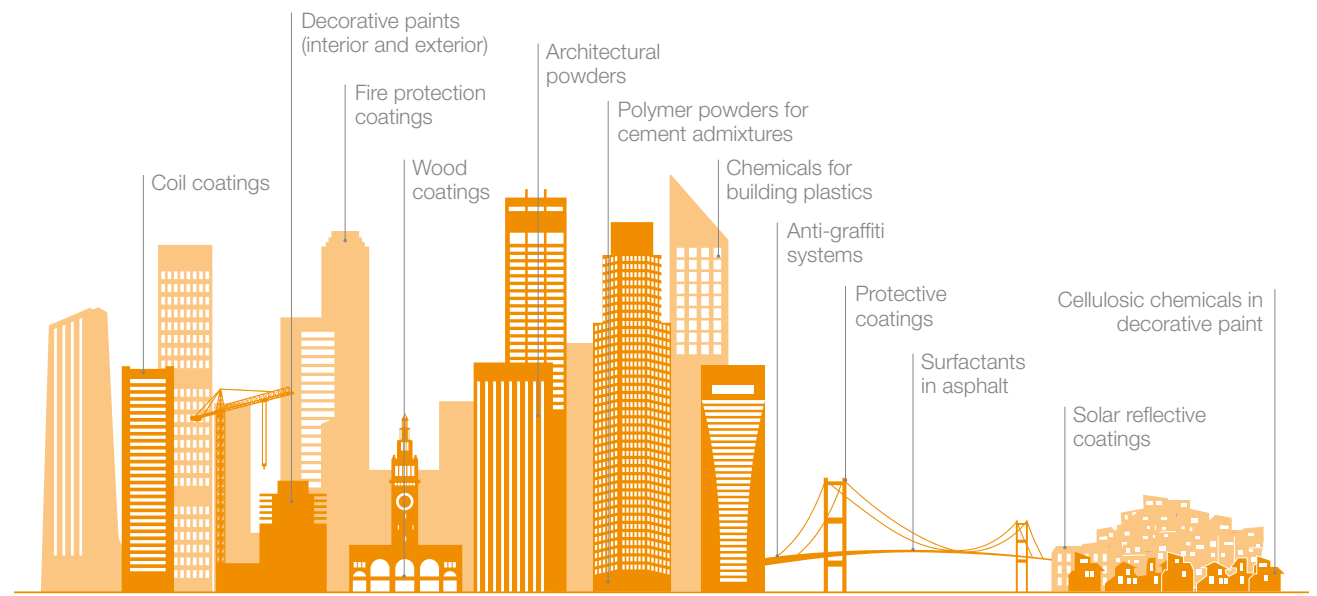 Decorative paints
(interior and exterior)
Architectural
powders
Fire protection
coatings
Polymer powders for
cement admixtures
Coil coatings
Wood
coatings
Chemicals for
building plastics
Anti-graffiti
systems
Protective
coatings
Cellulosic chemicals in
decorative paint
Surfactants
in asphalt
Solar reflective
coatings